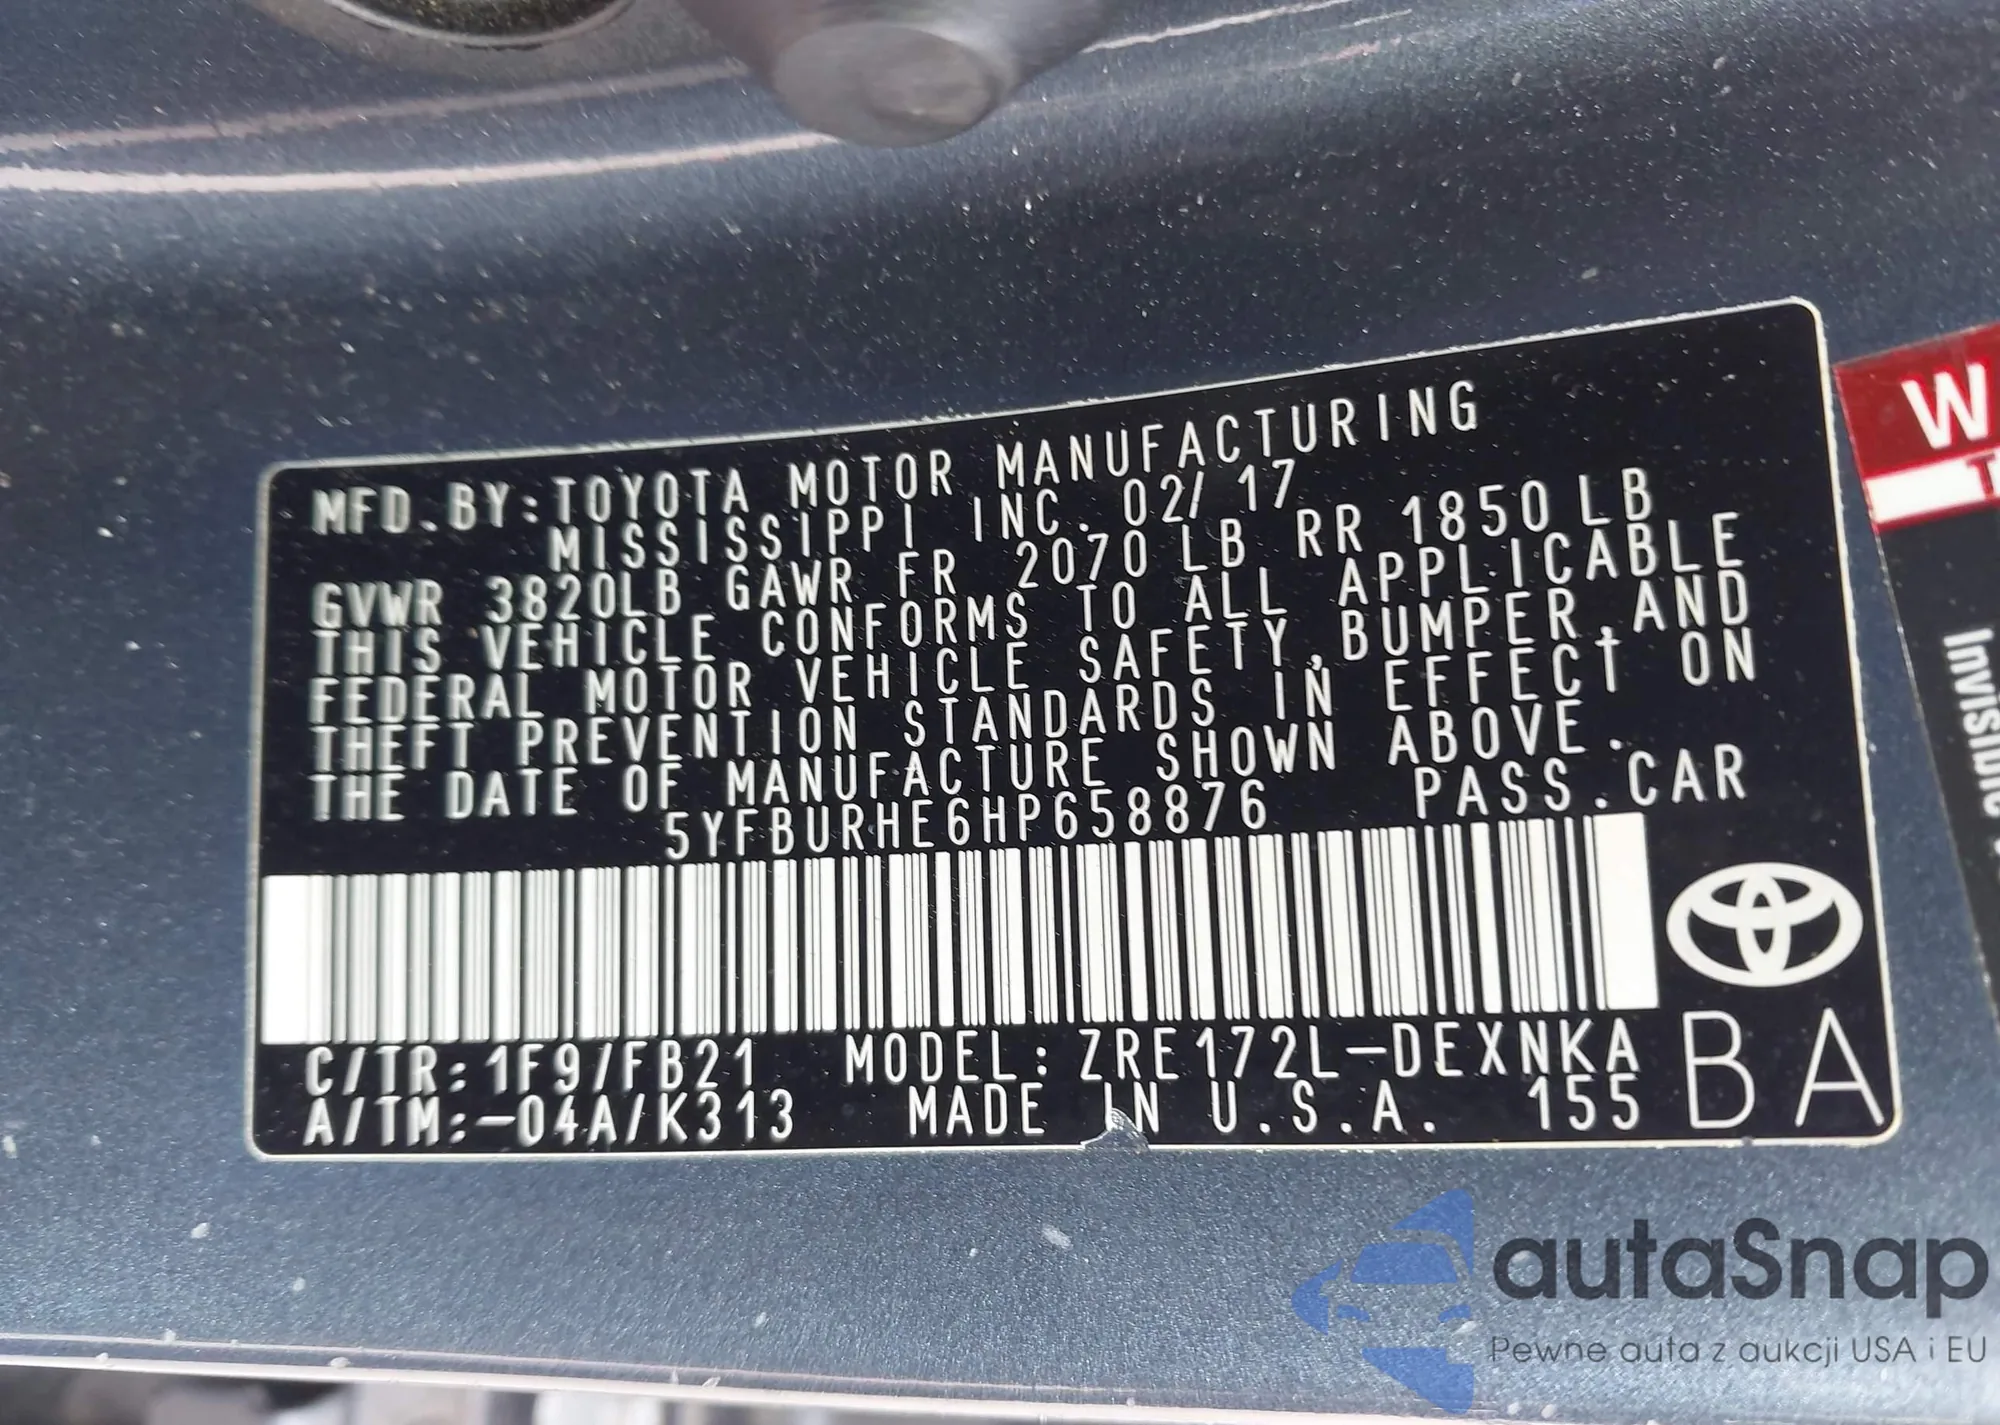 MFD.BY:TOYOTA MOTOR MANUFACTURING
MISSISSIPPI INC. 02/17
GVWR 3820LB GAWR FR 2070 LB RR 1850 LB
THIS VEHICLE CONFORMS TO ALL APPLICABLE
FEDERAL MOTOR VEHICLE SAFETY,BUMPER,AND
THEFT PREVENTION STANDARDS IN EFFECT ON
THE DATE OF MANUFACTURE SHOWN ABOVE.
5YFBURHE6HP658876 PASS.CAR
C/TR:1F9/FB21 MODEL:ZRE172L-DEXNKA
A/TM:-04A/K313 MADE IN U.S.A. 155
BA
W
T
Invisible
autaSnap
Pewne auta z aukcji USA i EU